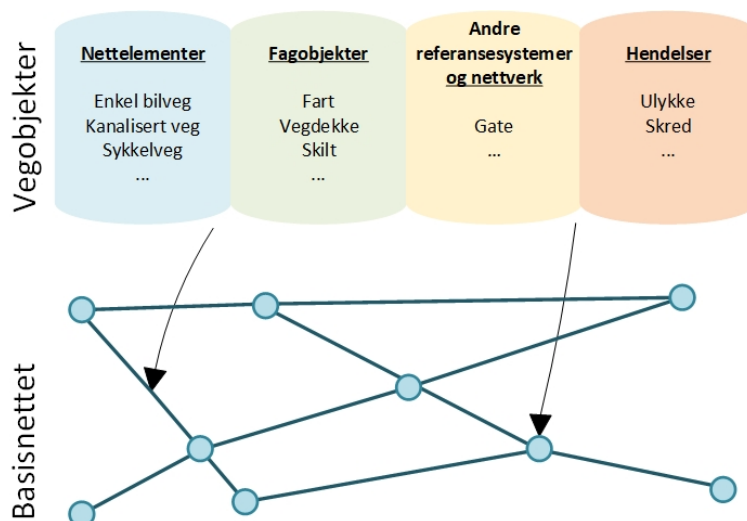 Vegobjekter
Nettelementer
Enkel bilveg
Kanalisert veg
Sykkelveg
...
Fagobjekter
Fart
Vegdekke
Skilt
...
Andre
referansesystemer
og nettverk
Gate
...
Hendelser
Ulykke
Skred
...
Basisnettet